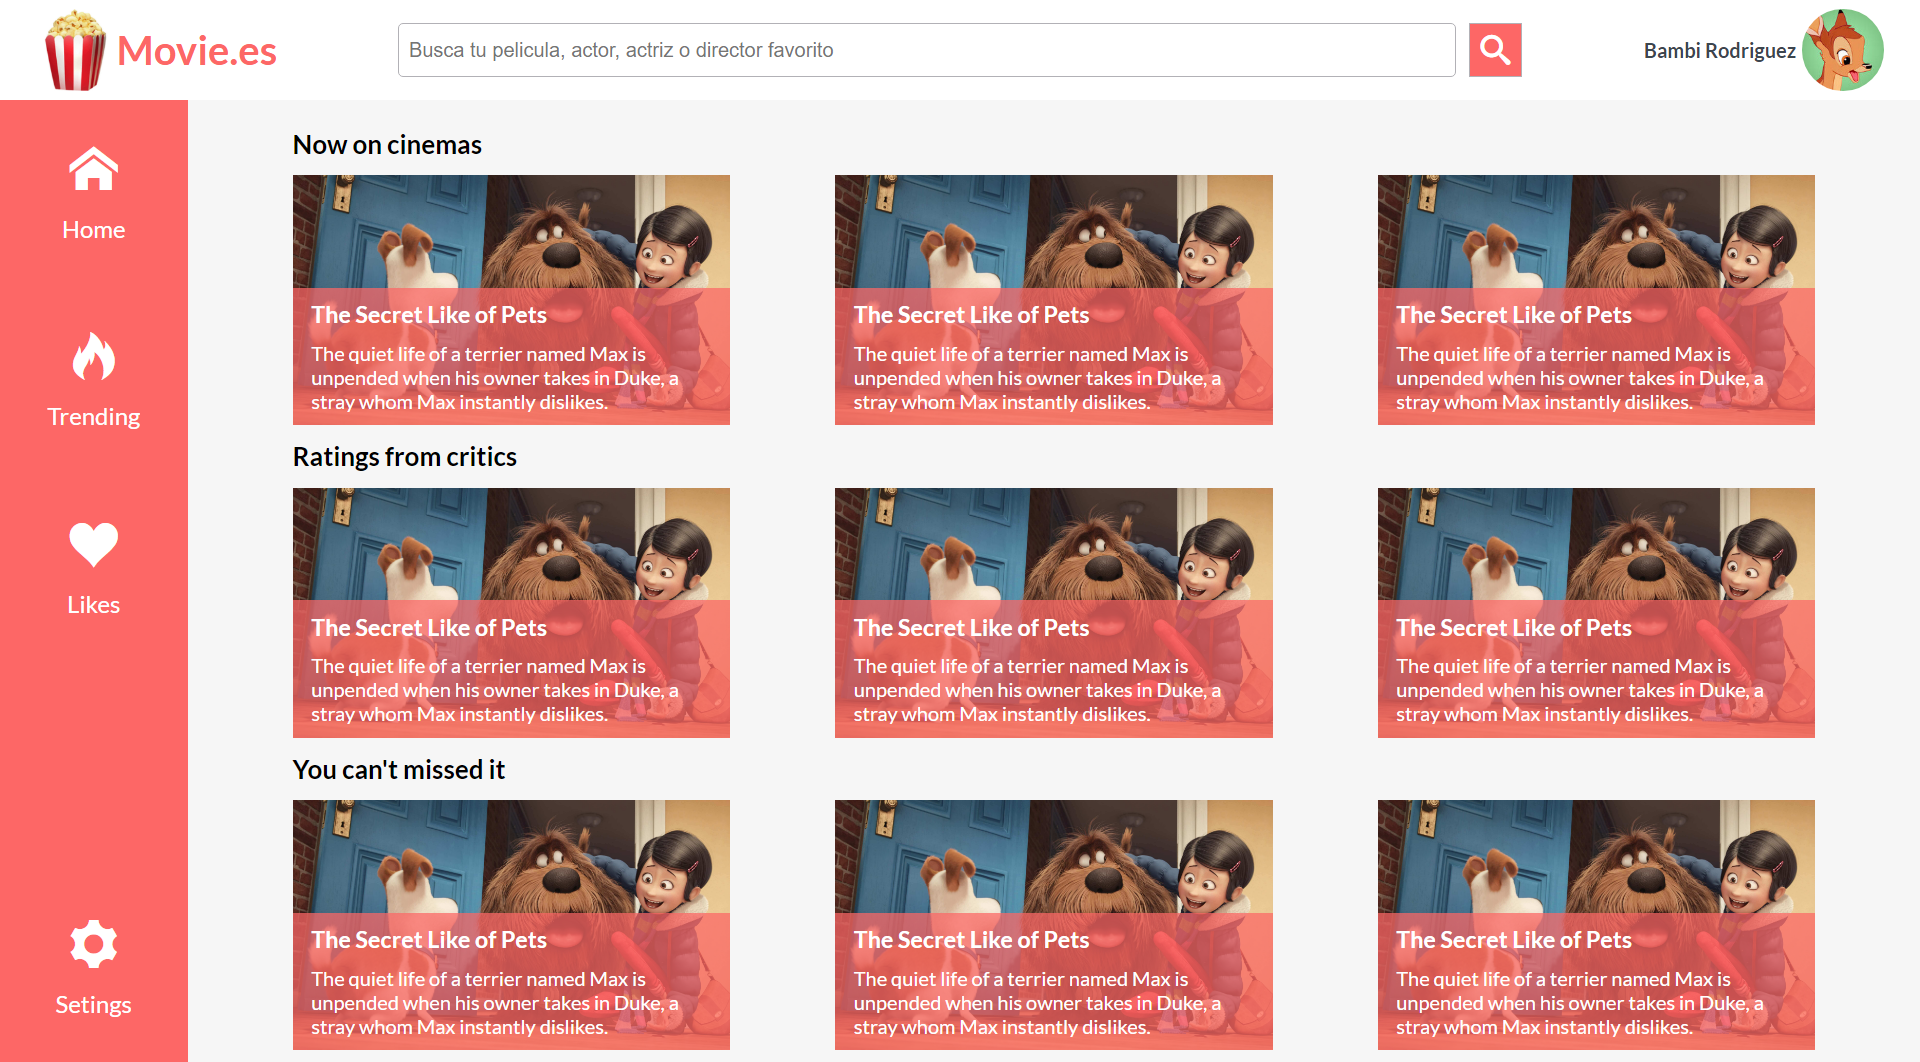 Movie.es
Busca tu pelicula, actor, actriz o director favorito
Bambi Rodriguez
Home
Trending
Likes
Setings
Now on cinemas
The Secret Like of Pets
The quiet life of a terrier named Max is
unpended when his owner takes in Duke, a
stray whom Max instantly dislikes.
The Secret Like of Pets
The quiet life of a terrier named Max is
unpended when his owner takes in Duke, a
stray whom Max instantly dislikes.
The Secret Like of Pets
The quiet life of a terrier named Max is
unpended when his owner takes in Duke, a
stray whom Max instantly dislikes.
Ratings from critics
The Secret Like of Pets
The quiet life of a terrier named Max is
unpended when his owner takes in Duke, a
stray whom Max instantly dislikes.
The Secret Like of Pets
The quiet life of a terrier named Max is
unpended when his owner takes in Duke, a
stray whom Max instantly dislikes.
The Secret Like of Pets
The quiet life of a terrier named Max is
unpended when his owner takes in Duke, a
stray whom Max instantly dislikes.
You can't missed it
The Secret Like of Pets
The quiet life of a terrier named Max is
unpended when his owner takes in Duke, a
stray whom Max instantly dislikes.
The Secret Like of Pets
The quiet life of a terrier named Max is
unpended when his owner takes in Duke, a
stray whom Max instantly dislikes.
The Secret Like of Pets
The quiet life of a terrier named Max is
unpended when his owner takes in Duke, a
stray whom Max instantly dislikes.